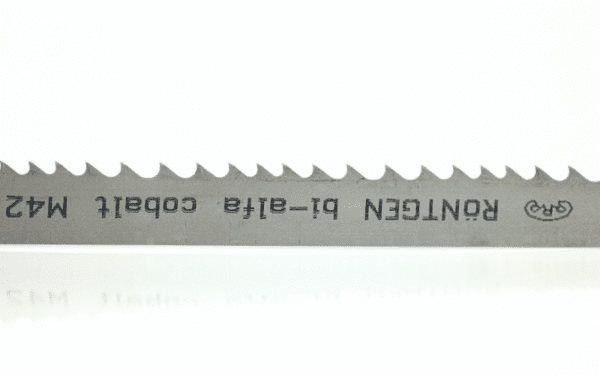 RÖNTGEN bi-alfa cobalt M42